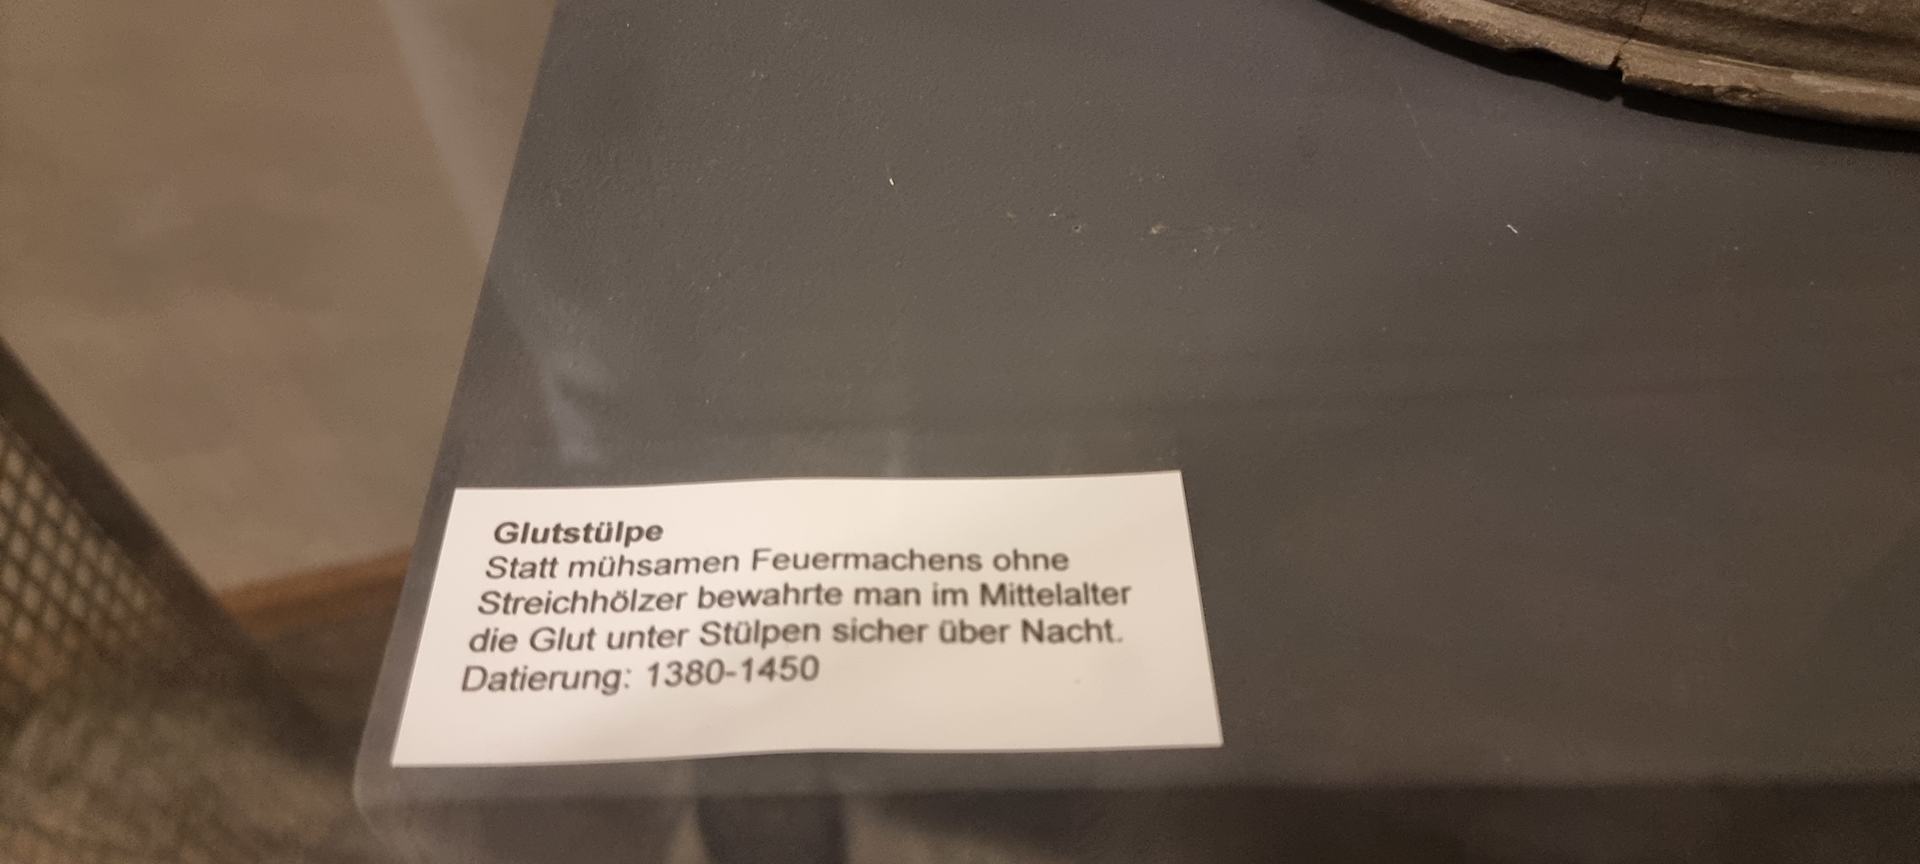 Glutstülpe
Statt mühsamen Feuermachens ohne
Streichhölzer bewahrte man im Mittelalter
die Glut unter Stülpen sicher über Nacht.
Datierung: 1380-1450